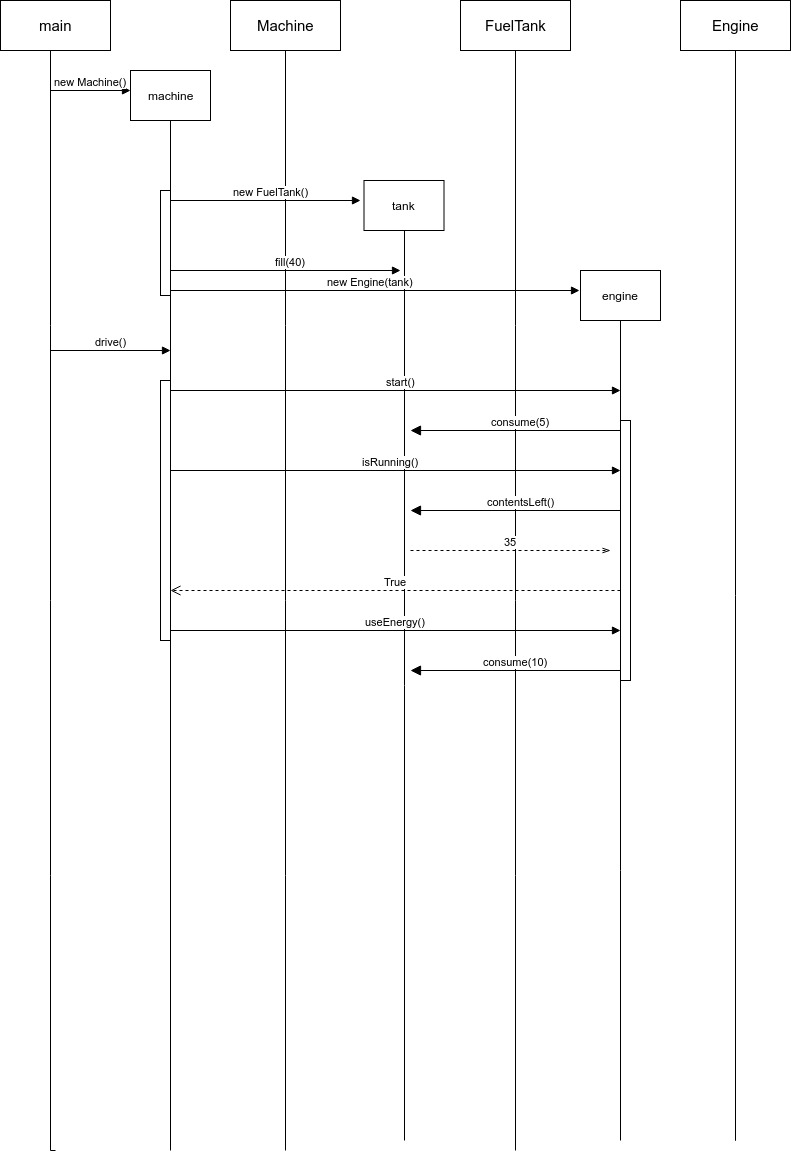 main
Machine
FuelTank
Engine
new Machine()
machine
new FuelTank()
tank
fill(40)
new Engine(tank)
engine
drive()
start()
consume(5)
isRunning()
contentsLeft()
35
True
useEnergy()
consume(10)